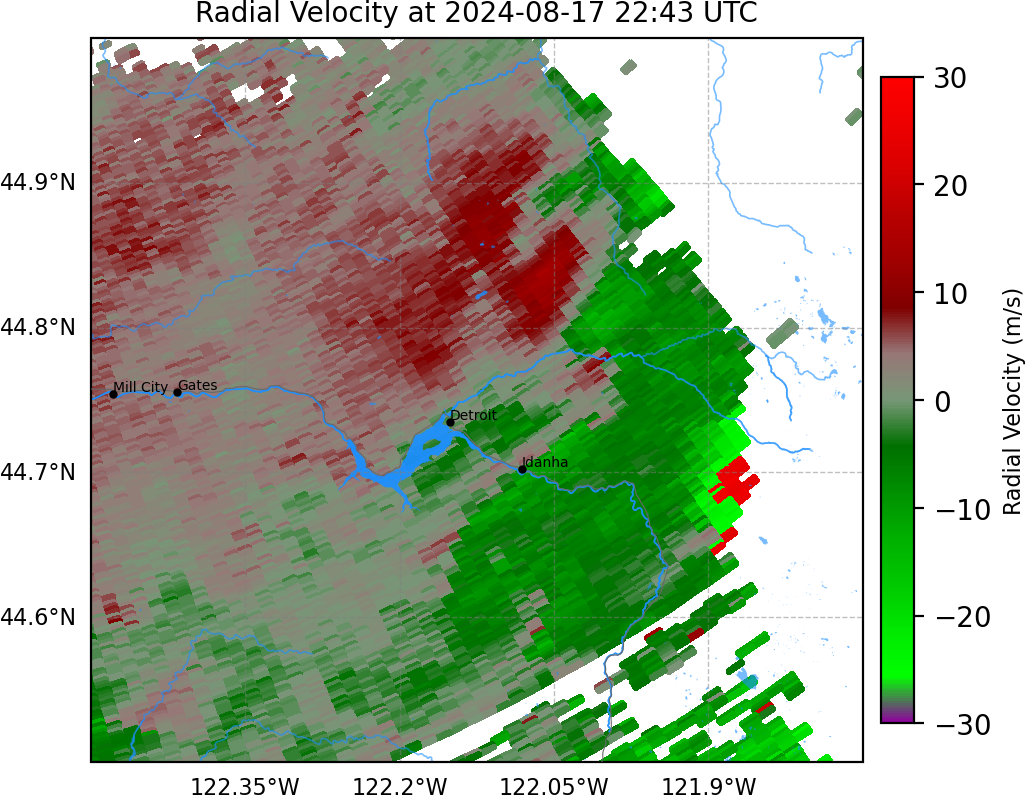 Radial Velocity at 2024-08-17 22:43 UTC
44.9°N
44.8°N
44.7°N
44.6°N
Mill City
Gates
Detroit
Idanha
122.35°W
122.2°W
122.05°W
121.9°W
30
20
10
0
−10
−20
−30
Radial Velocity (m/s)